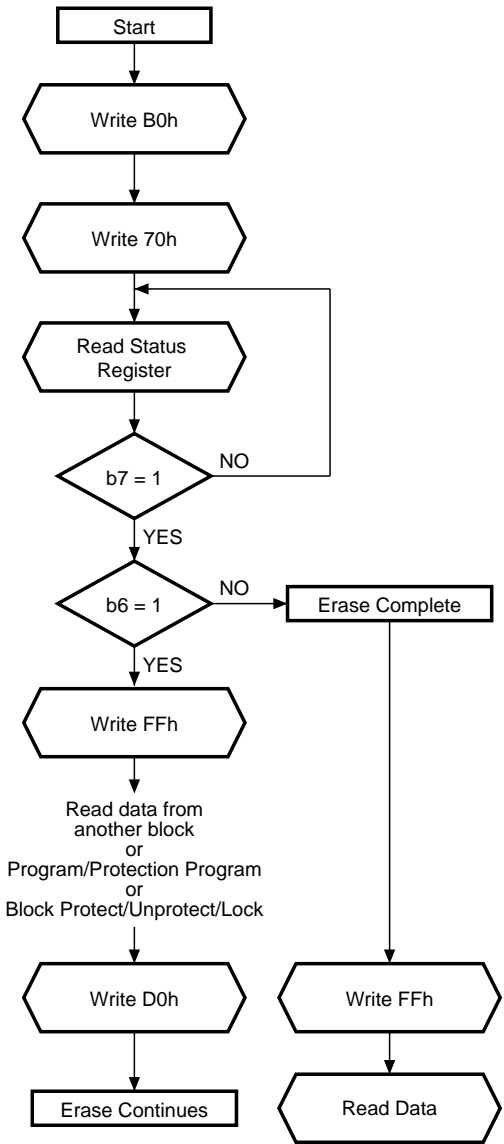 Start
Write B0h
Write 70h
Read Status
Register
NO
b7 = 1
YES
NO
b6 = 1
Erase Complete
YES
Write FFh
Read data from
another block
or
Program/Protection Program
or
Block Protect/Unprotect/Lock
Write D0h
Write FFh
Erase Continues
Read Data